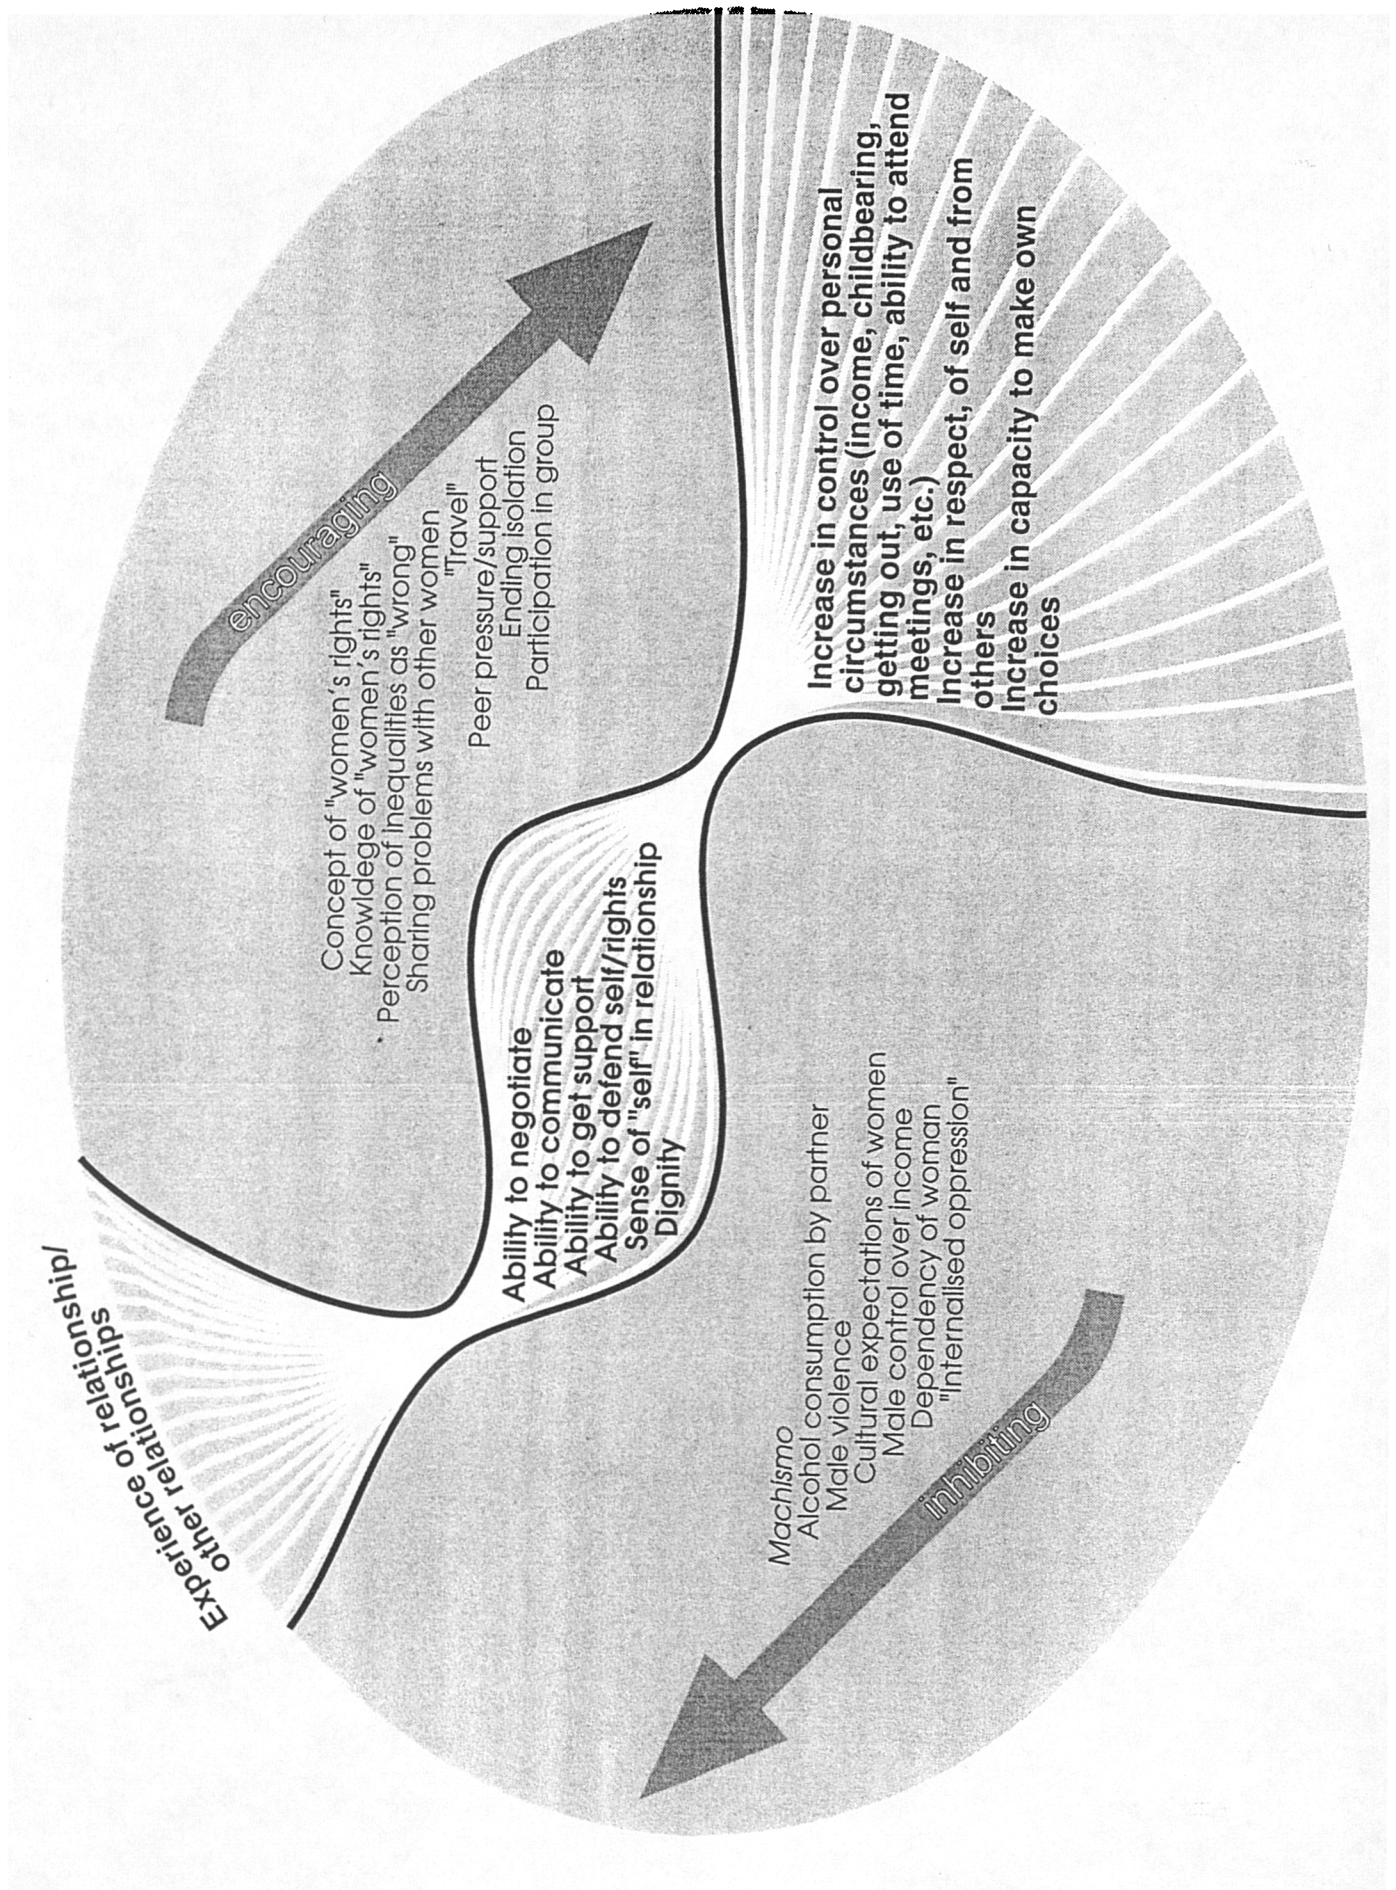 Experience of relationship/
other relationships
encouraging
Concept of "women's rights"
Knowldege of "women's rights"
Perception of inequalities as "wrong"
Sharing problems with other women
"Travel"
Peer pressure/support
Ending isolation
Participation in group
Ability to negotiate
Ability to communicate
Ability to get support
Ability to defend self/rights
Sense of "self" in relationship
Dignity
Increase in control over personal
circumstances (income, childbearing,
getting out, use of time, ability to attend
meetings, etc.)
Increase in respect, of self and from
others
Increase in capacity to make own
choices
Machismo
Alcohol consumption by partner
Male violence
Cultural expectations of women
Male control over income
Dependency of woman
"Internalised oppression"
inhibiting